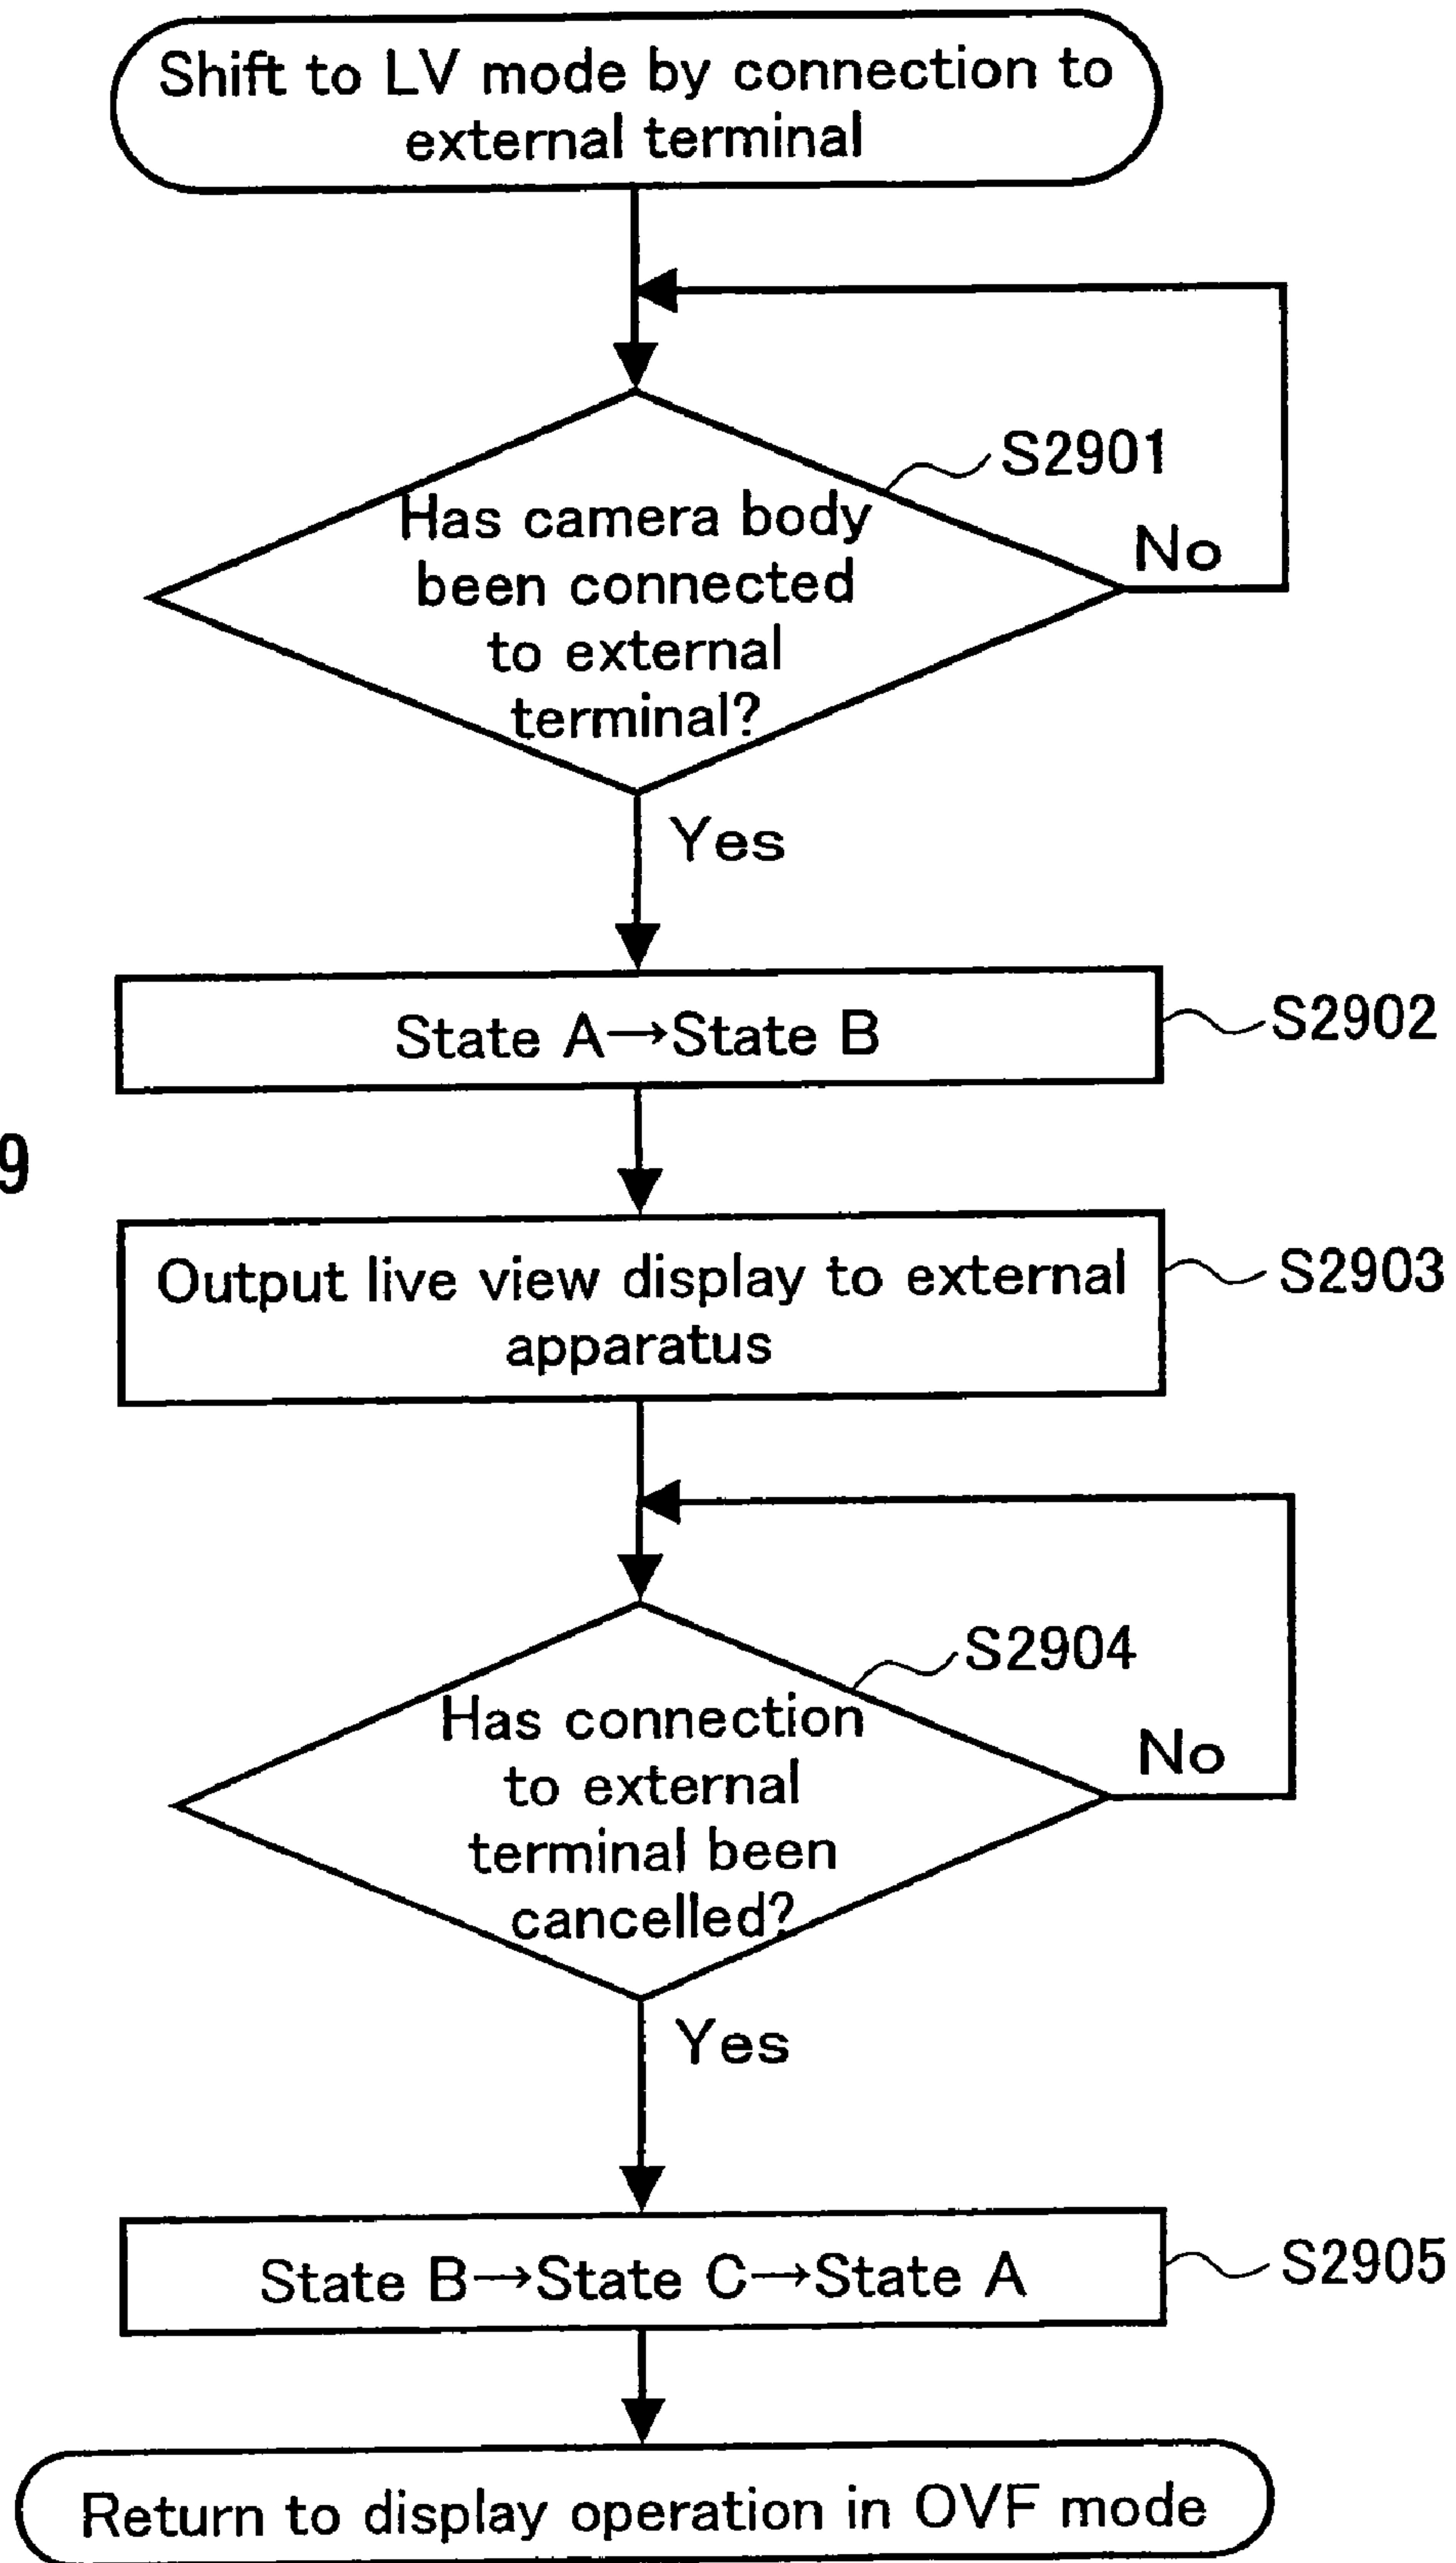 Shift to LV mode by connection to
external terminal
S2901
Has camera body
been connected
to external
terminal?
No
Yes
State A→State B
S2902
9
Output live view display to external
apparatus
S2903
S2904
Has connection
to external
terminal been
cancelled?
No
Yes
State B→State C→State A
S2905
Return to display operation in OVF mode